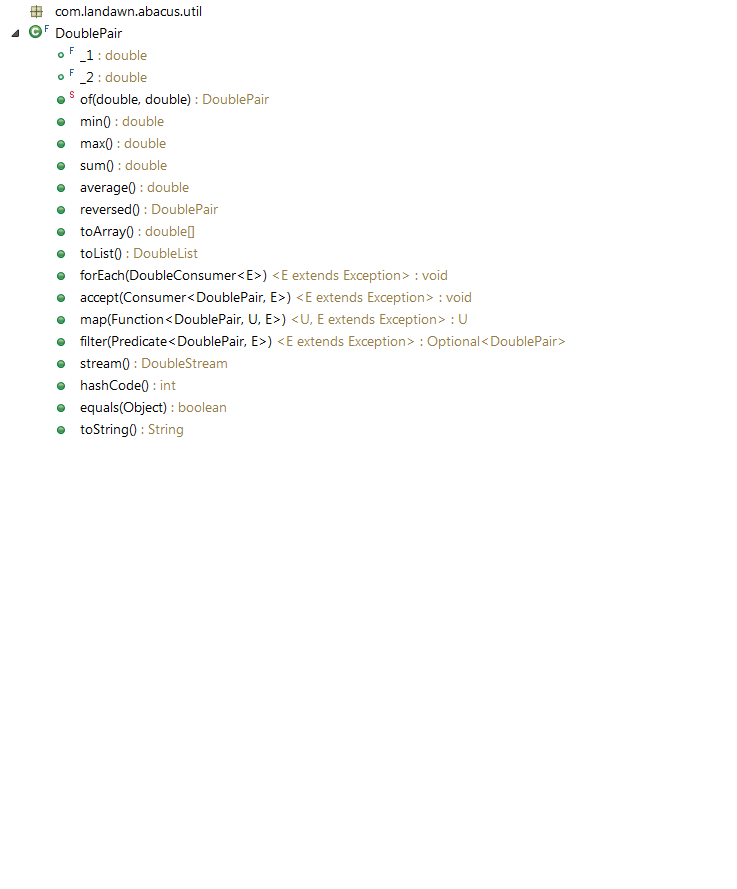 com.landawn.abacus.util
C F DoublePair
F _1 : double
F _2 : double
S of(double, double) : DoublePair
min() : double
max() : double
sum() : double
average() : double
reversed() : DoublePair
toArray() : double[]
toList() : DoubleList
forEach(DoubleConsumer<E>) <E extends Exception> : void
accept(Consumer<DoublePair, E>) <E extends Exception> : void
map(Function<DoublePair, U, E>) <U, E extends Exception> : U
filter(Predicate<DoublePair, E>) <E extends Exception> : Optional<DoublePair>
stream() : DoubleStream
hashCode() : int
equals(Object) : boolean
toString() : String